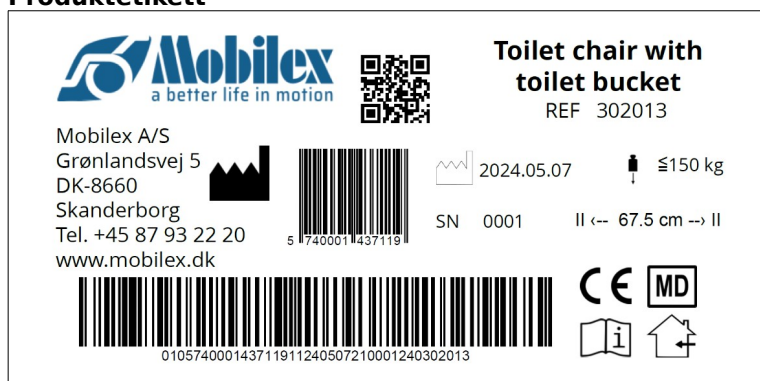 Produktetikett
Mobilex
a better life in motion
Toilet chair with
toilet bucket
REF 302013
Mobilex A/S
Grønlandsvej 5
DK-8660
Skanderborg
Tel. +45 87 93 22 20
www.mobilex.dk
5 740001 437119
2024.05.07
≦150 kg
SN 0001
II ‹-- 67.5 cm --› II
010574000143711911240507210001240302013
CE
MD
i